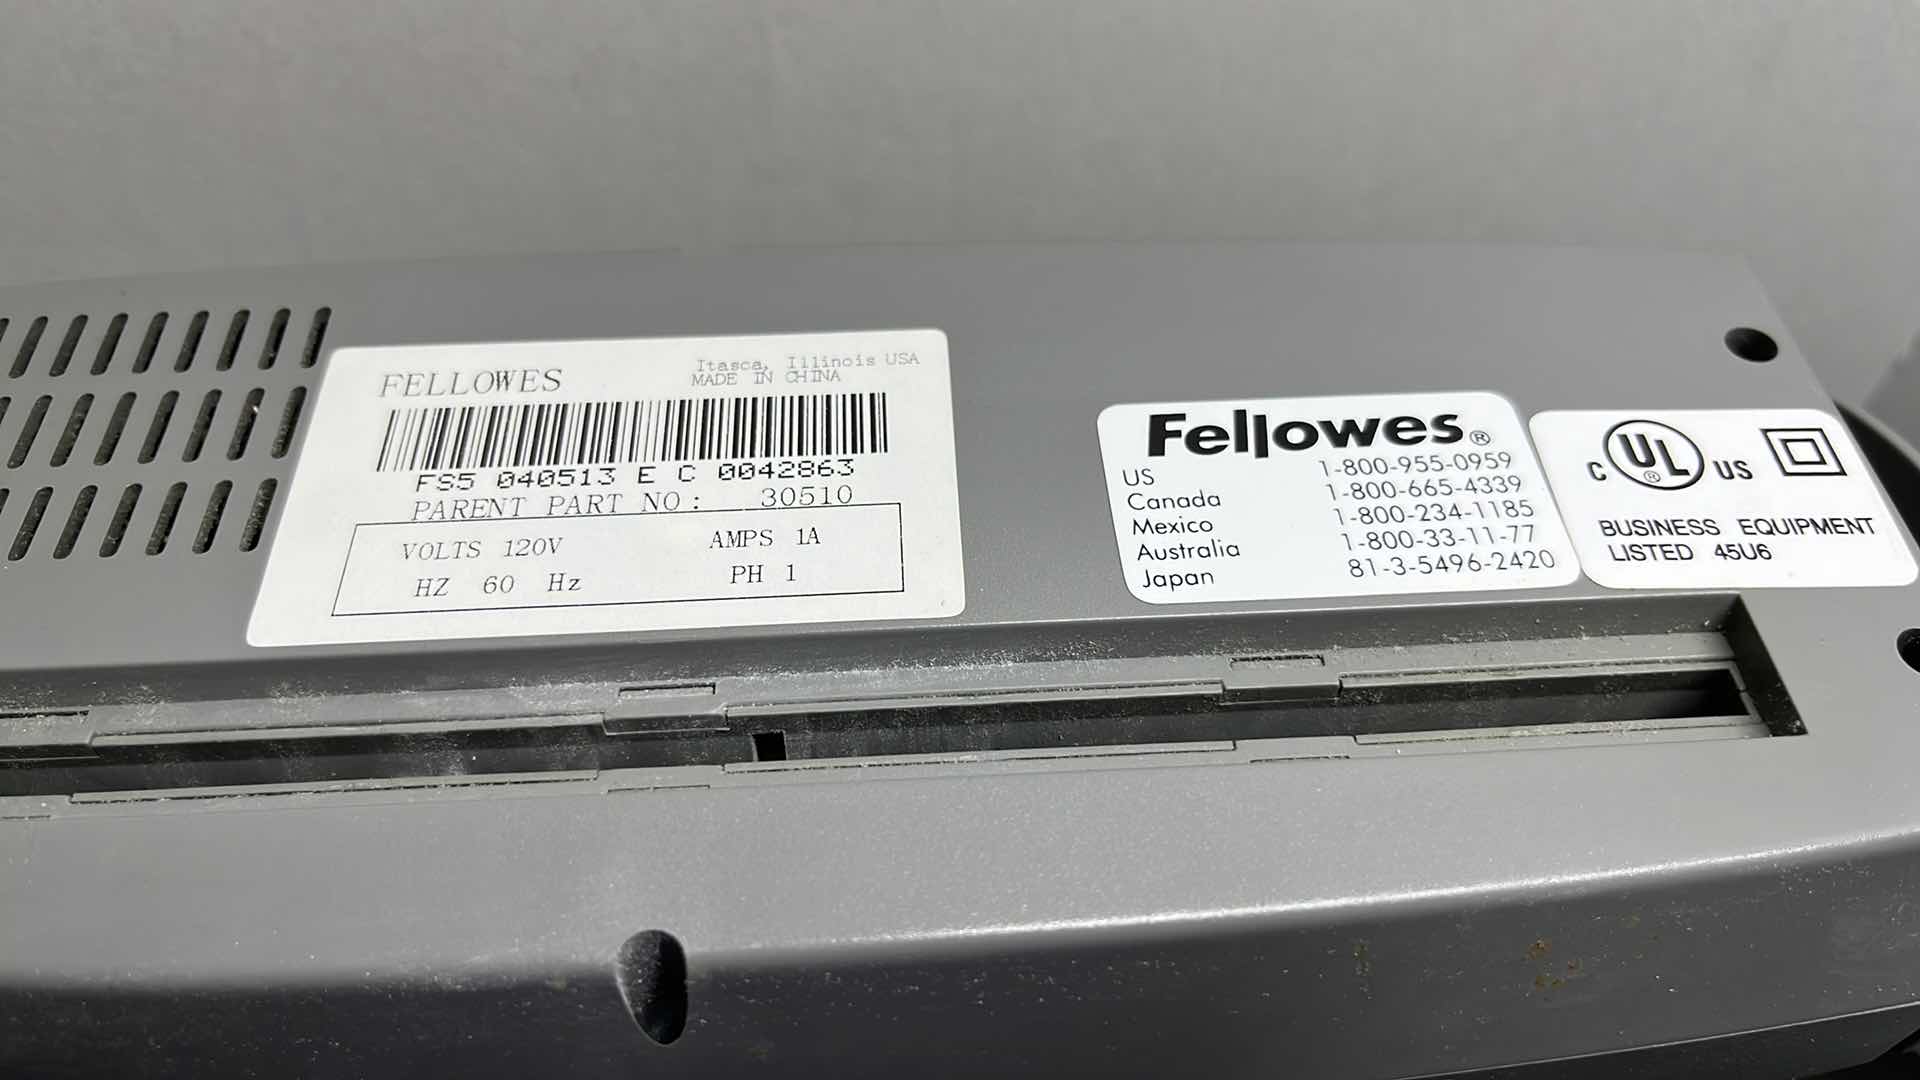 FELLOWES
Itasca, Illinois USA
MADE IN CHINA
FS5 040513 E C 0042863
PARENT PART NO: 30510
VOLTS 120V AMPS 1A
HZ 60 Hz PH 1
Fellowes®
US 1-800-955-0959
Canada 1-800-665-4339
Mexico 1-800-234-1185
Australia 1-800-33-11-77
Japan 81-3-5496-2420
C UL® US
BUSINESS EQUIPMENT
LISTED 45U6